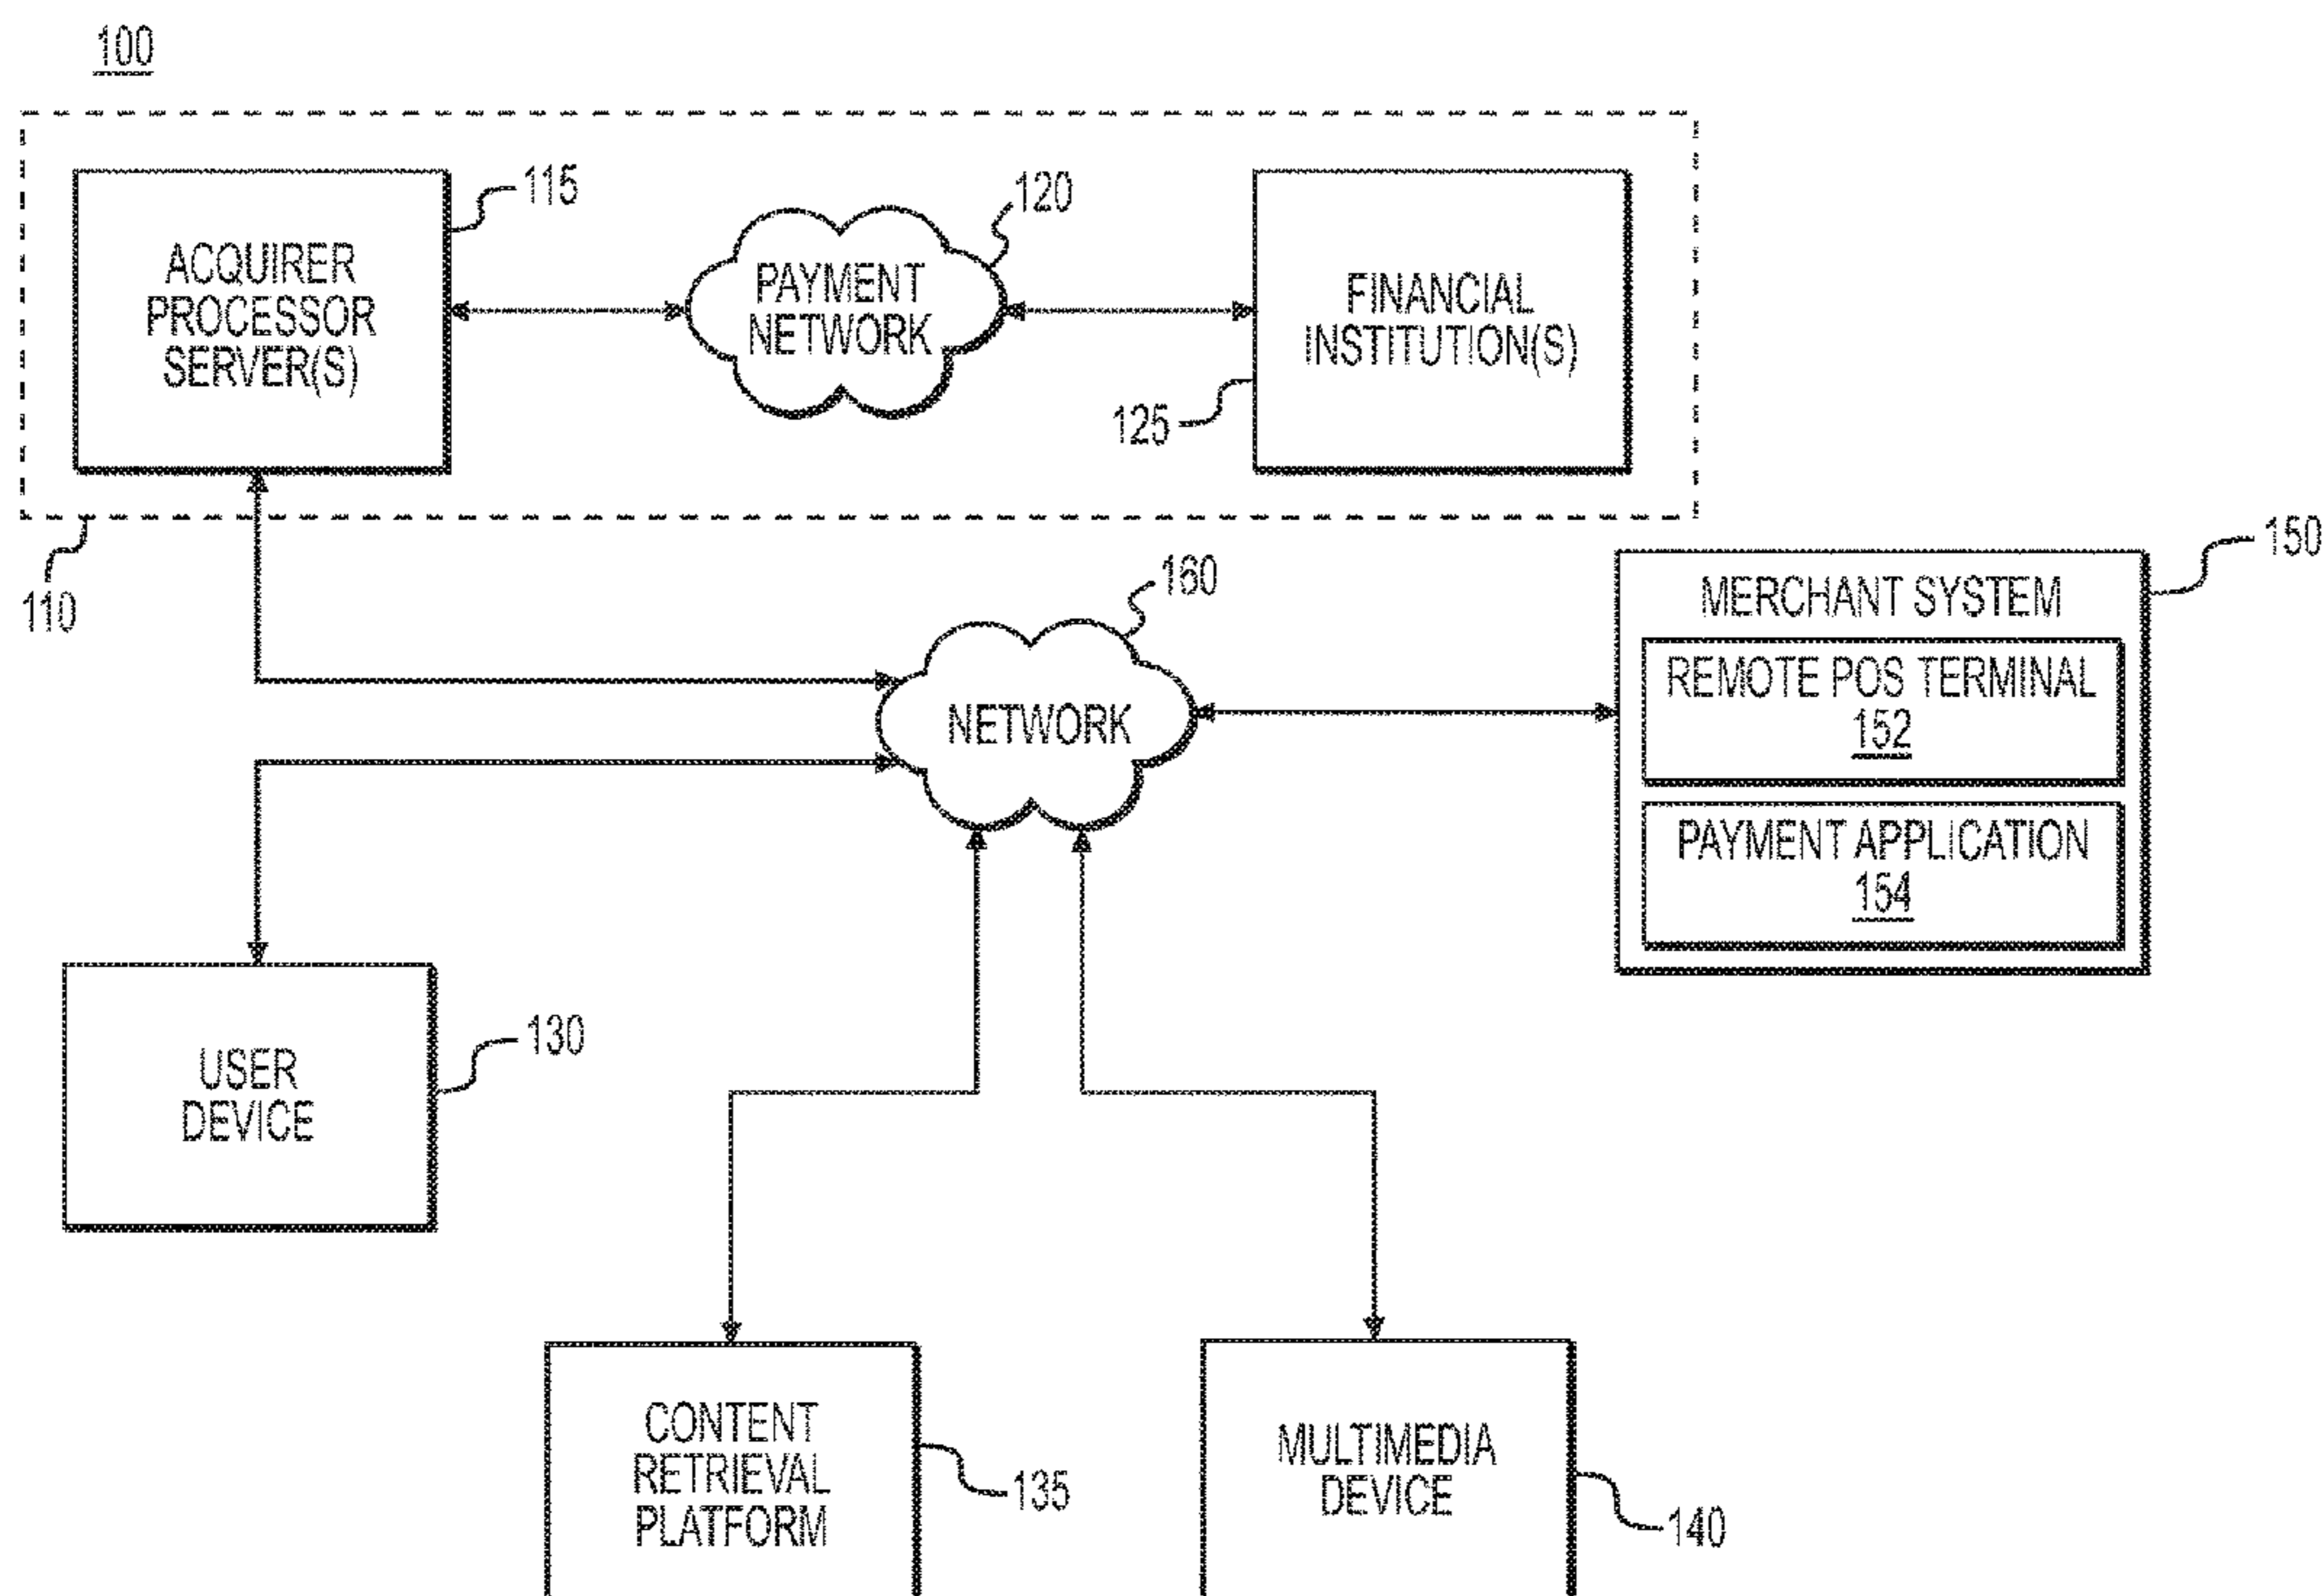 100
ACQUIRER
PROCESSOR
SERVER(S)
115
PAYMENT
NETWORK
120
FINANCIAL
INSTITUTION(S)
125
110
160
NETWORK
150
MERCHANT SYSTEM
REMOTE POS TERMINAL
152
PAYMENT APPLICATION
154
USER
DEVICE
130
CONTENT
RETRIEVAL
PLATFORM
135
MULTIMEDIA
DEVICE
140